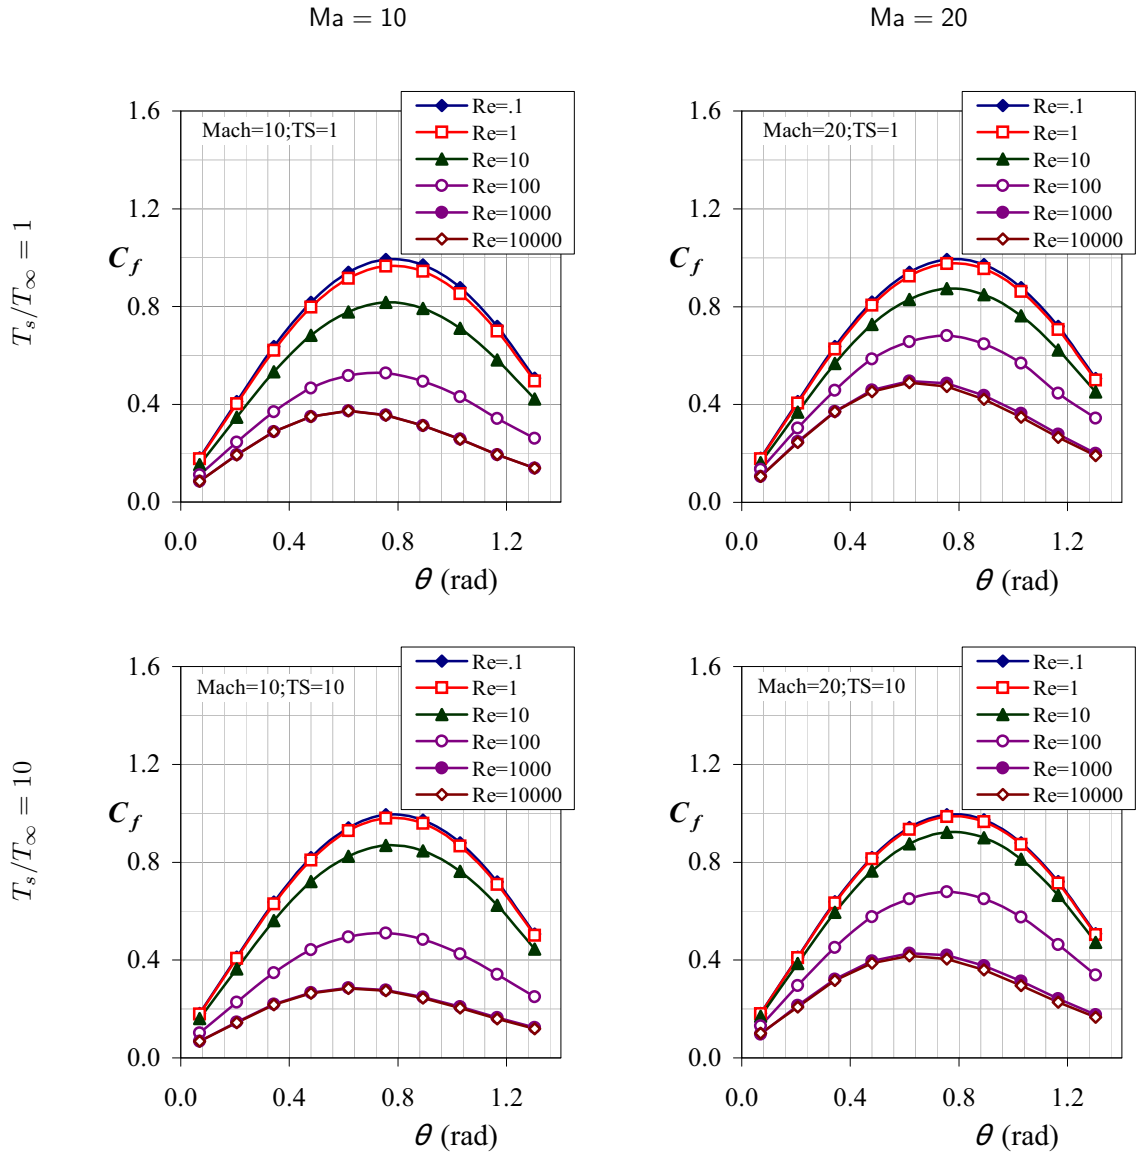 Ma = 10
Ma = 20
T_s/T_∞ = 1
Mach=10;TS=1
Re=.1
Re=1
Re=10
Re=100
Re=1000
Re=10000
1.6
1.2
C_f
0.8
0.4
0.0
0.0 0.4 0.8 1.2
θ (rad)
Mach=20;TS=1
Re=.1
Re=1
Re=10
Re=100
Re=1000
Re=10000
1.6
1.2
C_f
0.8
0.4
0.0
0.0 0.4 0.8 1.2
θ (rad)
T_s/T_∞ = 10
Mach=10;TS=10
Re=.1
Re=1
Re=10
Re=100
Re=1000
Re=10000
1.6
1.2
C_f
0.8
0.4
0.0
0.0 0.4 0.8 1.2
θ (rad)
Mach=20;TS=10
Re=.1
Re=1
Re=10
Re=100
Re=1000
Re=10000
1.6
1.2
C_f
0.8
0.4
0.0
0.0 0.4 0.8 1.2
θ (rad)